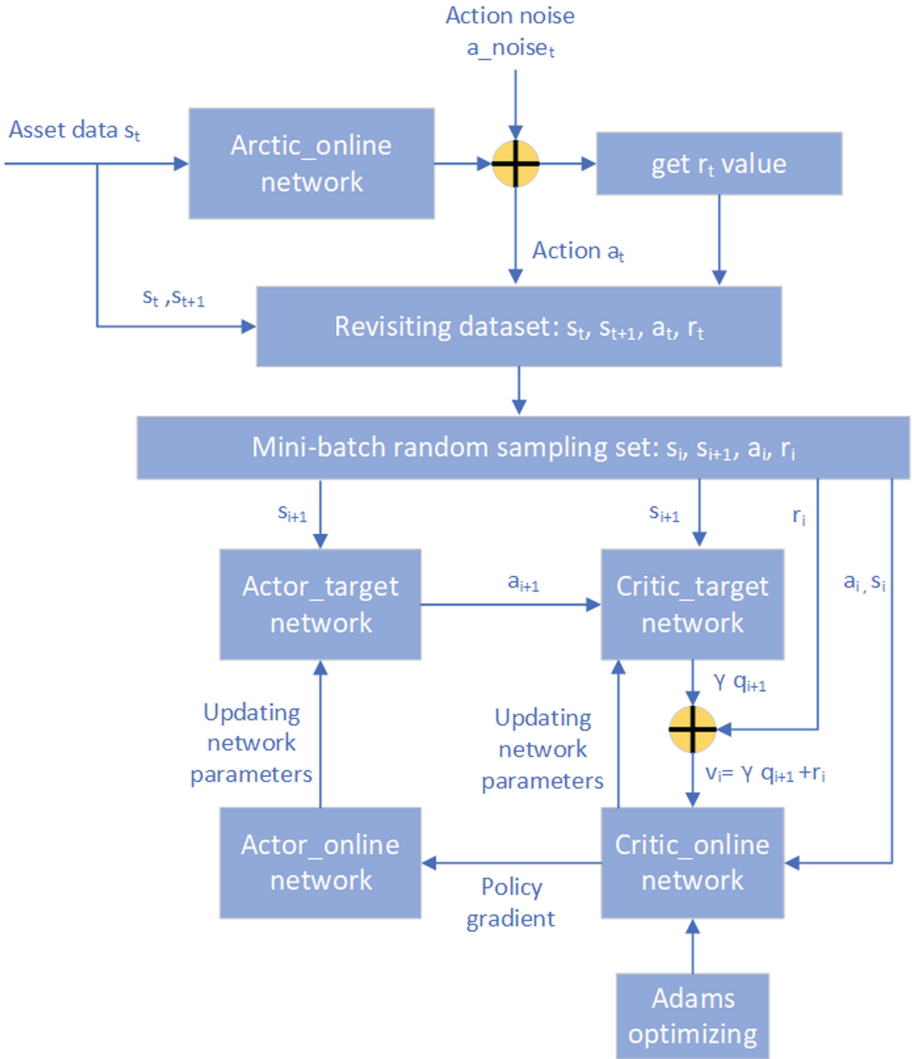 Action noise
a_noiseₜ
Asset data sₜ
Arctic_online
network
get rₜ value
Action aₜ
sₜ ,sₜ₊₁
Revisiting dataset: sₜ, sₜ₊₁, aₜ, rₜ
Mini-batch random sampling set: sᵢ, sᵢ₊₁, aᵢ, rᵢ
sᵢ₊₁
sᵢ₊₁
rᵢ
Actor_target
network
aᵢ₊₁
Critic_target
network
aᵢ , sᵢ
γ qᵢ₊₁
Updating
network
parameters
Updating
network
parameters
vᵢ= γ qᵢ₊₁ +rᵢ
Actor_online
network
Critic_online
network
Policy
gradient
Adams
optimizing